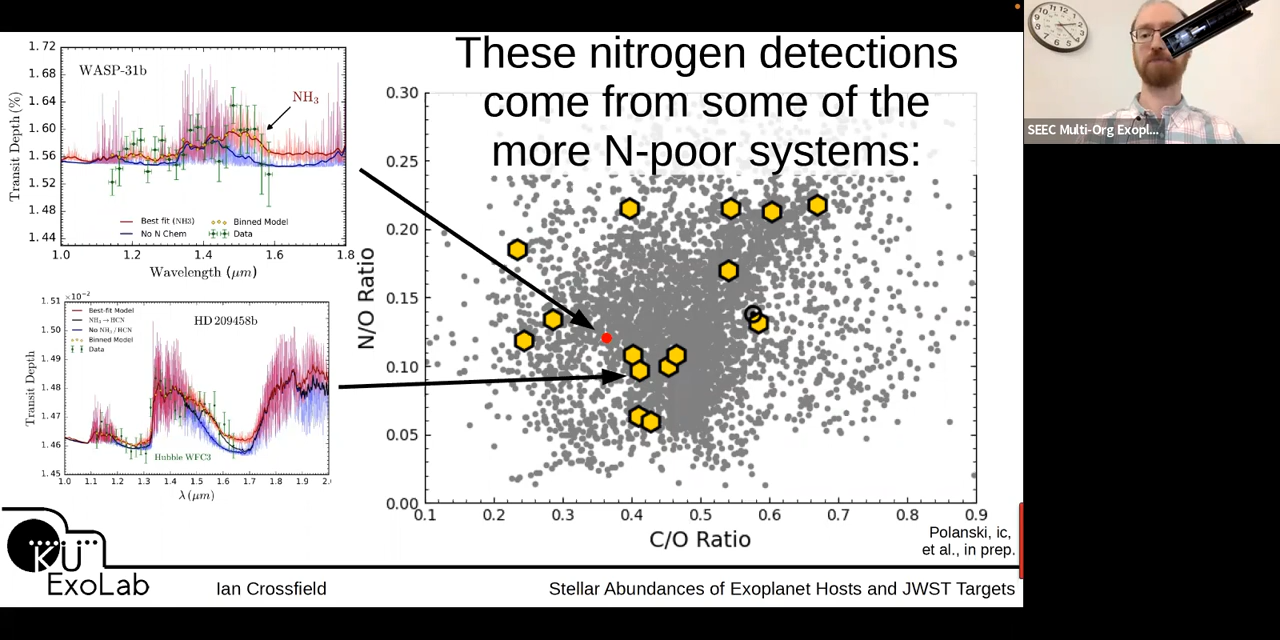 These nitrogen detections
come from some of the
more N-poor systems:
1.72
1.68
1.64
1.60
1.56
1.52
1.48
1.44
Transit Depth (%)
WASP-31b
NH3
Best fit (NH3)
Binned Model
No N Chem
Data
1.0 1.2 1.4 1.6 1.8
Wavelength (μm)
×10⁻²
1.51
1.50
1.49
1.48
1.47
1.46
1.45
Transit Depth
HD 209458b
Best-fit Model
NH3 → HCN
No NH3/HCN
Binned Model
Data
Hubble WFC3
1.0 1.1 1.2 1.3 1.4 1.5 1.6 1.7 1.8 1.9 2.
λ (μm)
0.30
0.25
0.20
0.15
0.10
0.05
0.00
N/O Ratio
0.1 0.2 0.3 0.4 0.5 0.6 0.7 0.8 0.9
C/O Ratio
Polanski, ic,
et al., in prep.
KU
ExoLab
Ian Crossfield
Stellar Abundances of Exoplanet Hosts and JWST Targets
SEEC Multi-Org Exopl...